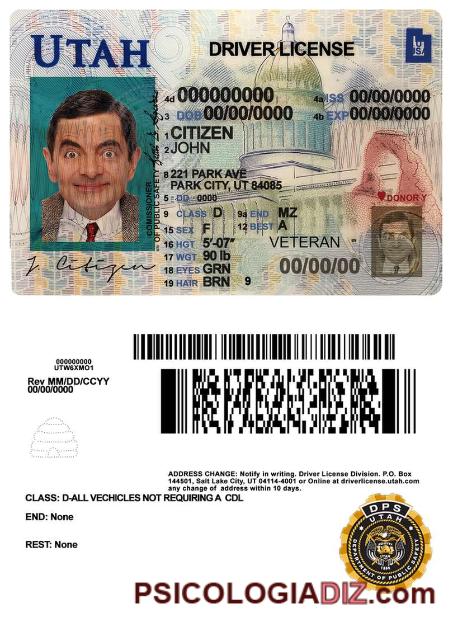 UTAH
DRIVER LICENSE
4d 000000000
4a ISS 00/00/0000
3 DOB 00/00/0000
4b EXP 00/00/0000
1 CITIZEN
2 JOHN
8 221 PARK AVE
PARK CITY, UT 84085
5 DD 0000
9 CLASS D 9a END MZ
15 SEX F 12 BEST A
16 HGT 5'-07"
VETERAN
17 WGT 90 lb
18 EYES GRN
00/00/00
19 HAIR BRN 9
DONOR Y
COMISSIONER
OF PUBLIC SAFETY
J. Citizen
000000000
UTW6XMO1
Rev MM/DD/CCYY
00/00/0000
ADDRESS CHANGE: Notify in writing. Driver License Division. P.O. Box
144501, Salt Lake City, UT 04114-4001 or Online at driverlicense.utah.com
any change of address within 10 days.
CLASS: D-ALL VECHICLES NOT REQUIRING A CDL
END: None
REST: None
DPS
UTAH
DEPARTMENT OF PUBLIC SAFETY
1896
PSICOLOGIADIZ.com